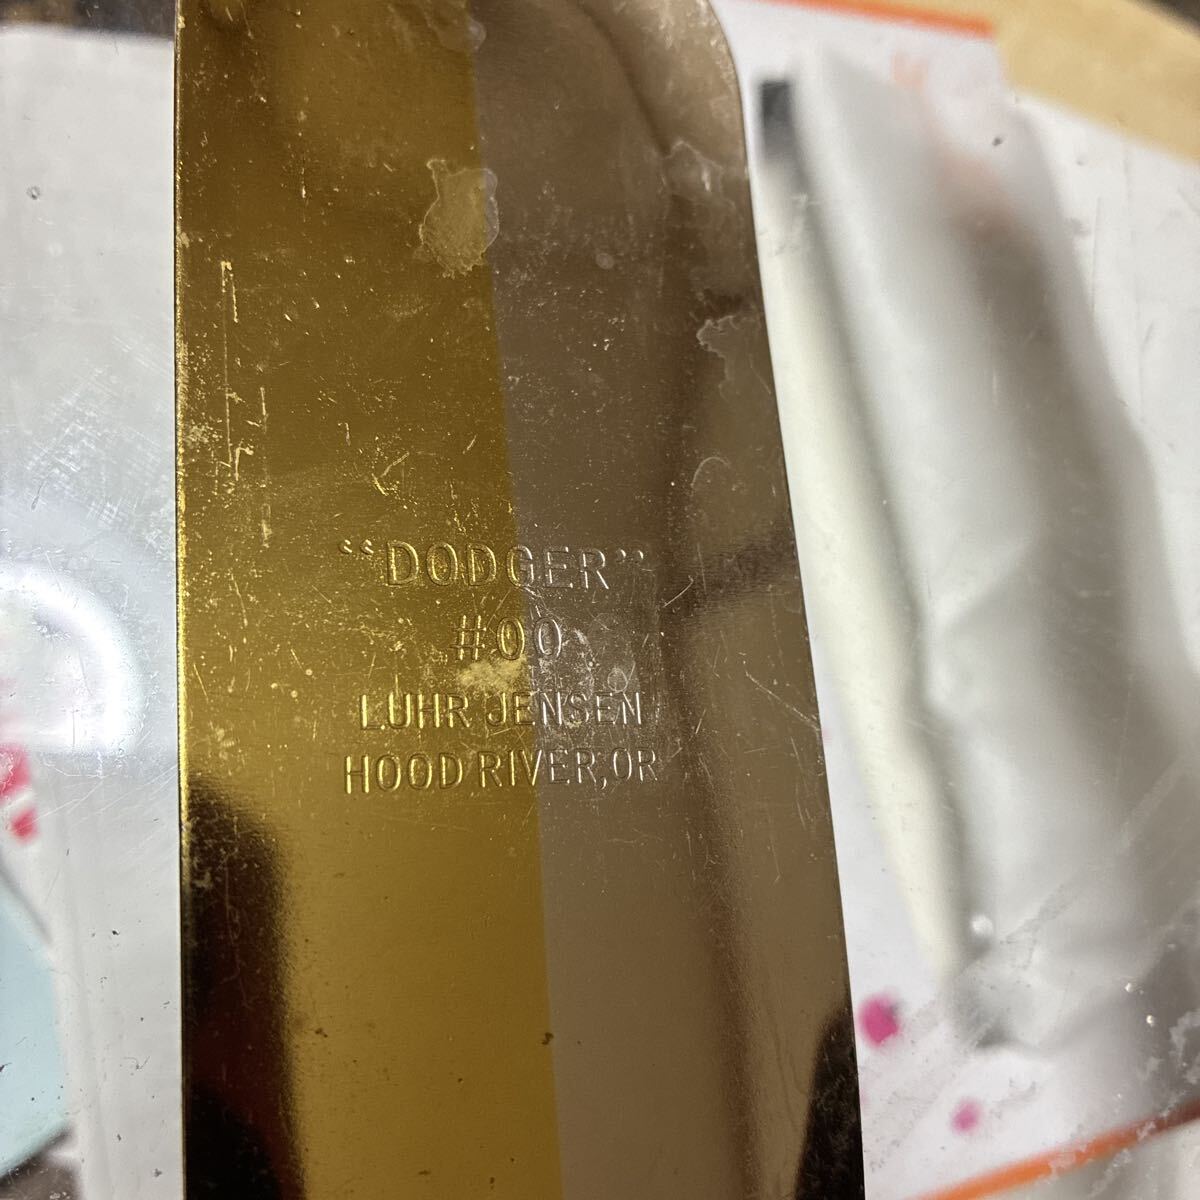 “DODGER”
#00
LUHR JENSEN
HOOD RIVER, OR